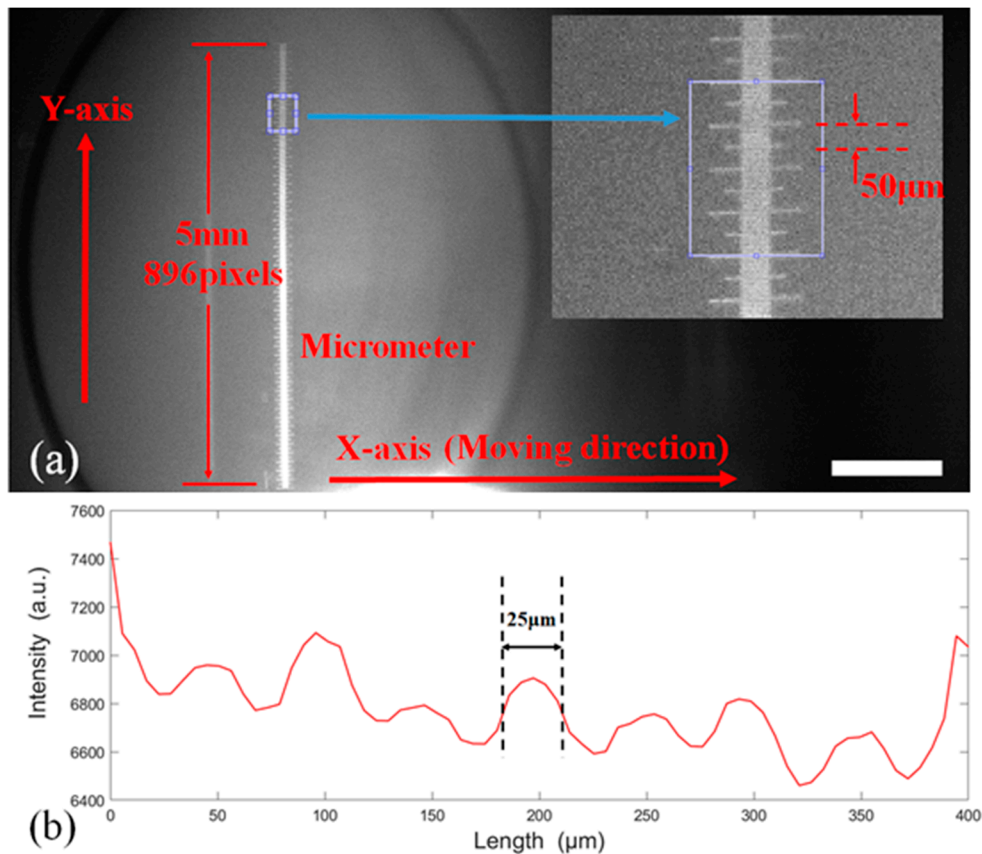 Y-axis
5mm
896pixels
50μm
Micrometer
X-axis (Moving direction)
(a)
7600
7400
7200
7000
6800
6600
6400
Intensity (a.u.)
25μm
0
50
100
150
200
250
300
350
400
Length (μm)
(b)